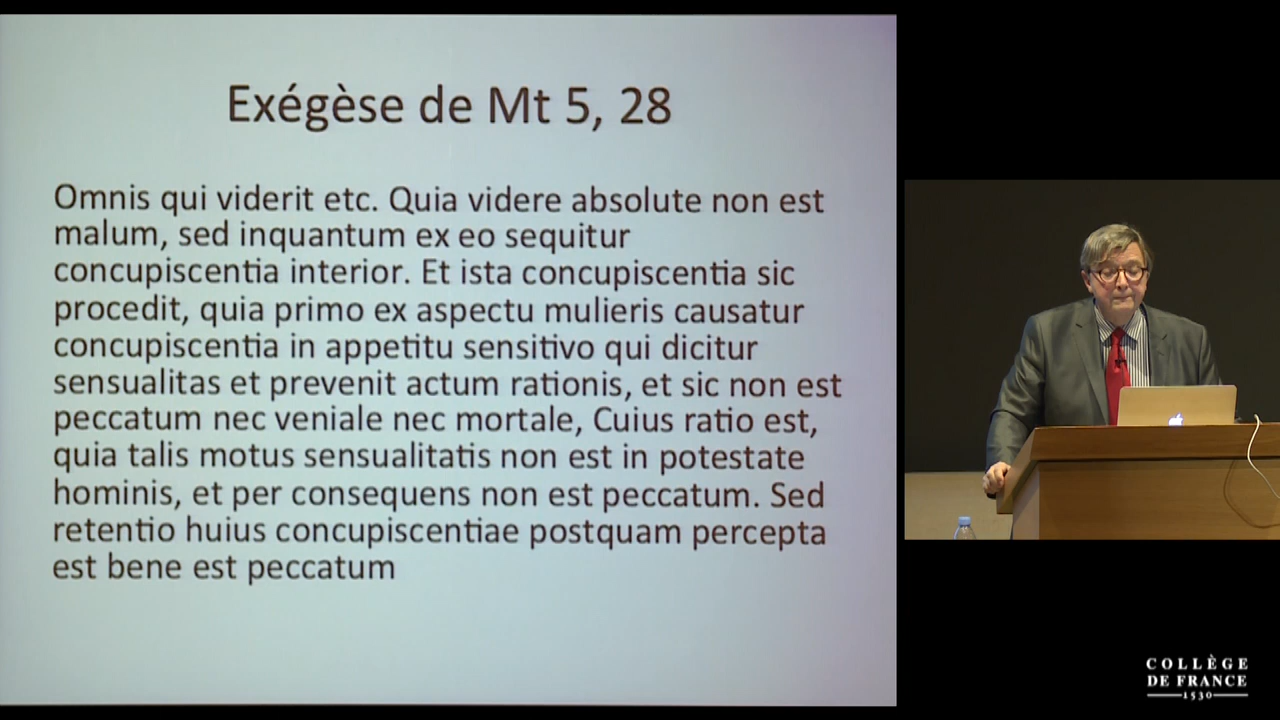 Exégèse de Mt 5, 28
Omnis qui viderit etc. Quia videre absolute non est
malum, sed inquantum ex eo sequitur
concupiscentia interior. Et ista concupiscentia sic
procedit, quia primo ex aspectu mulieris causatur
concupiscentia in appetitu sensitivo qui dicitur
sensualitas et prevenit actum rationis, et sic non est
peccatum nec veniale nec mortale, Cuius ratio est,
quia talis motus sensualitatis non est in potestate
hominis, et per consequens non est peccatum. Sed
retentio huius concupiscentiae postquam percepta
est bene est peccatum
COLLÈGE
DE FRANCE
1530